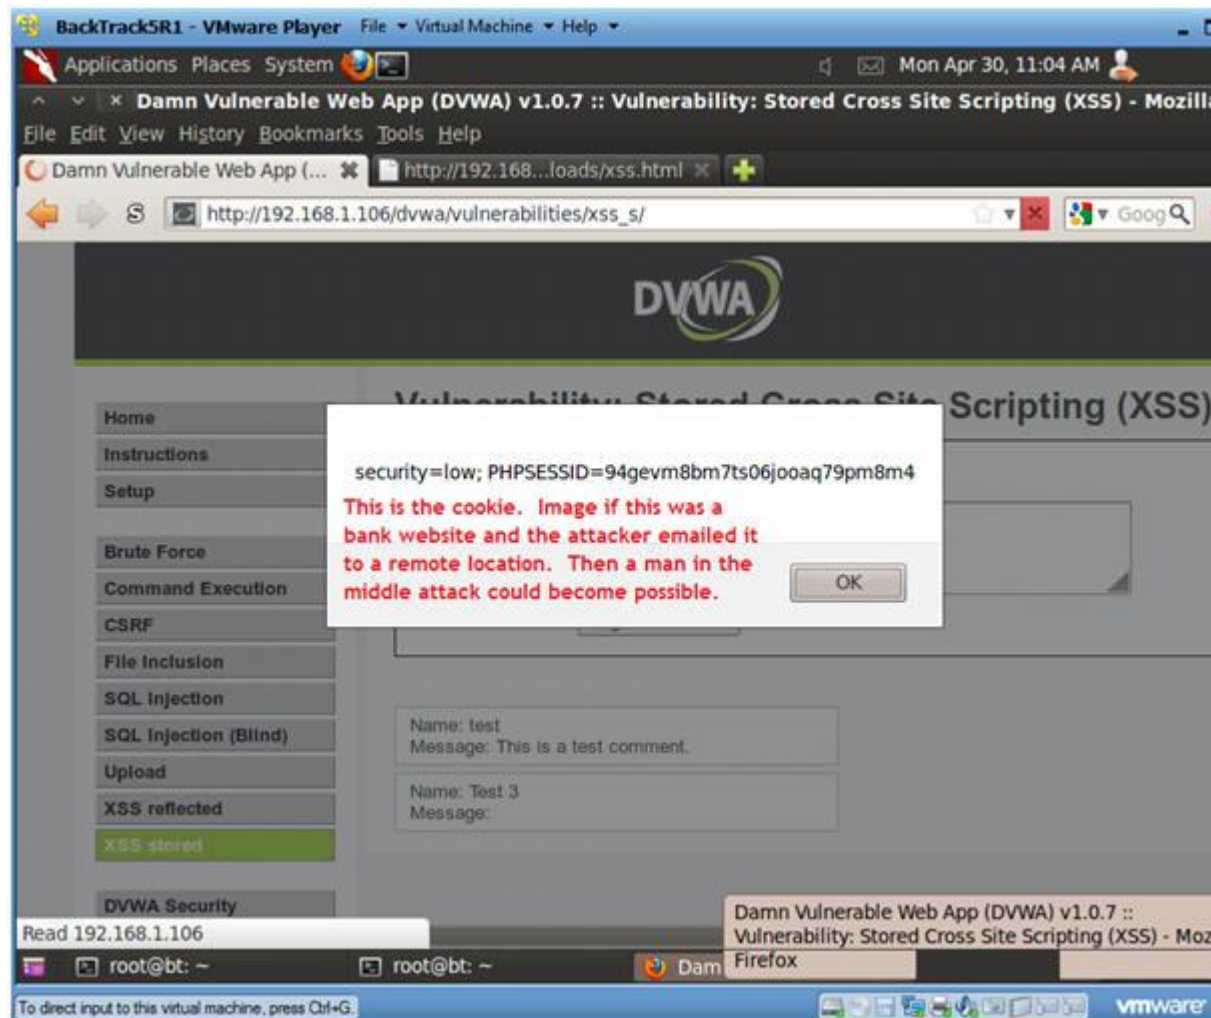 BackTrack5R1 - VMware Player File Virtual Machine Help
Applications Places System Mon Apr 30, 11:04 AM
Damn Vulnerable Web App (DVWA) v1.0.7 :: Vulnerability: Stored Cross Site Scripting (XSS) - Mozilla
File Edit View History Bookmarks Tools Help
Damn Vulnerable Web App (... http://192.168...loads/xss.html
S http://192.168.1.106/dvwa/vulnerabilities/xss_s/ Goog
DVWA
Vulnerability: Stored Cross Site Scripting (XSS)
Home
Instructions
Setup
Brute Force
Command Execution
CSRF
File Inclusion
SQL Injection
SQL Injection (Blind)
Upload
XSS reflected
XSS stored
DVWA Security
security=low; PHPSESSID=94gevm8bm7ts06jooaq79pm8m4
This is the cookie. Image if this was a
bank website and the attacker emailed it
to a remote location. Then a man in the
middle attack could become possible.
OK
Name: test
Message: This is a test comment.
Name: Test 3
Message:
Read 192.168.1.106
Damn Vulnerable Web App (DVWA) v1.0.7 ::
Vulnerability: Stored Cross Site Scripting (XSS) - Moz
Firefox
root@bt: ~ root@bt: ~ Dam
To direct input to this virtual machine, press Ctrl+G. vmware